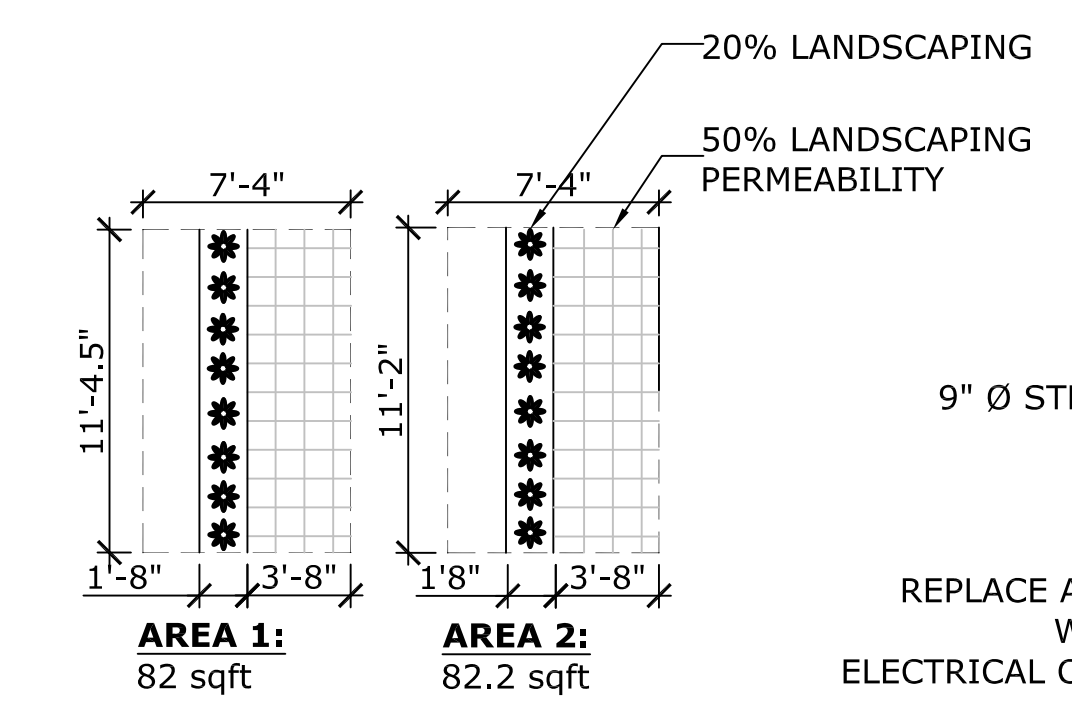 20% LANDSCAPING
50% LANDSCAPING
PERMEABILITY
7'-4"
7'-4"
11'-4.5"
11'-2"
9" Ø
1'-8"
3'-8"
1'8"
3'-8"
REPLACE
AREA 1:
82 sqft
AREA 2:
82.2 sqft
ELECTRICAL